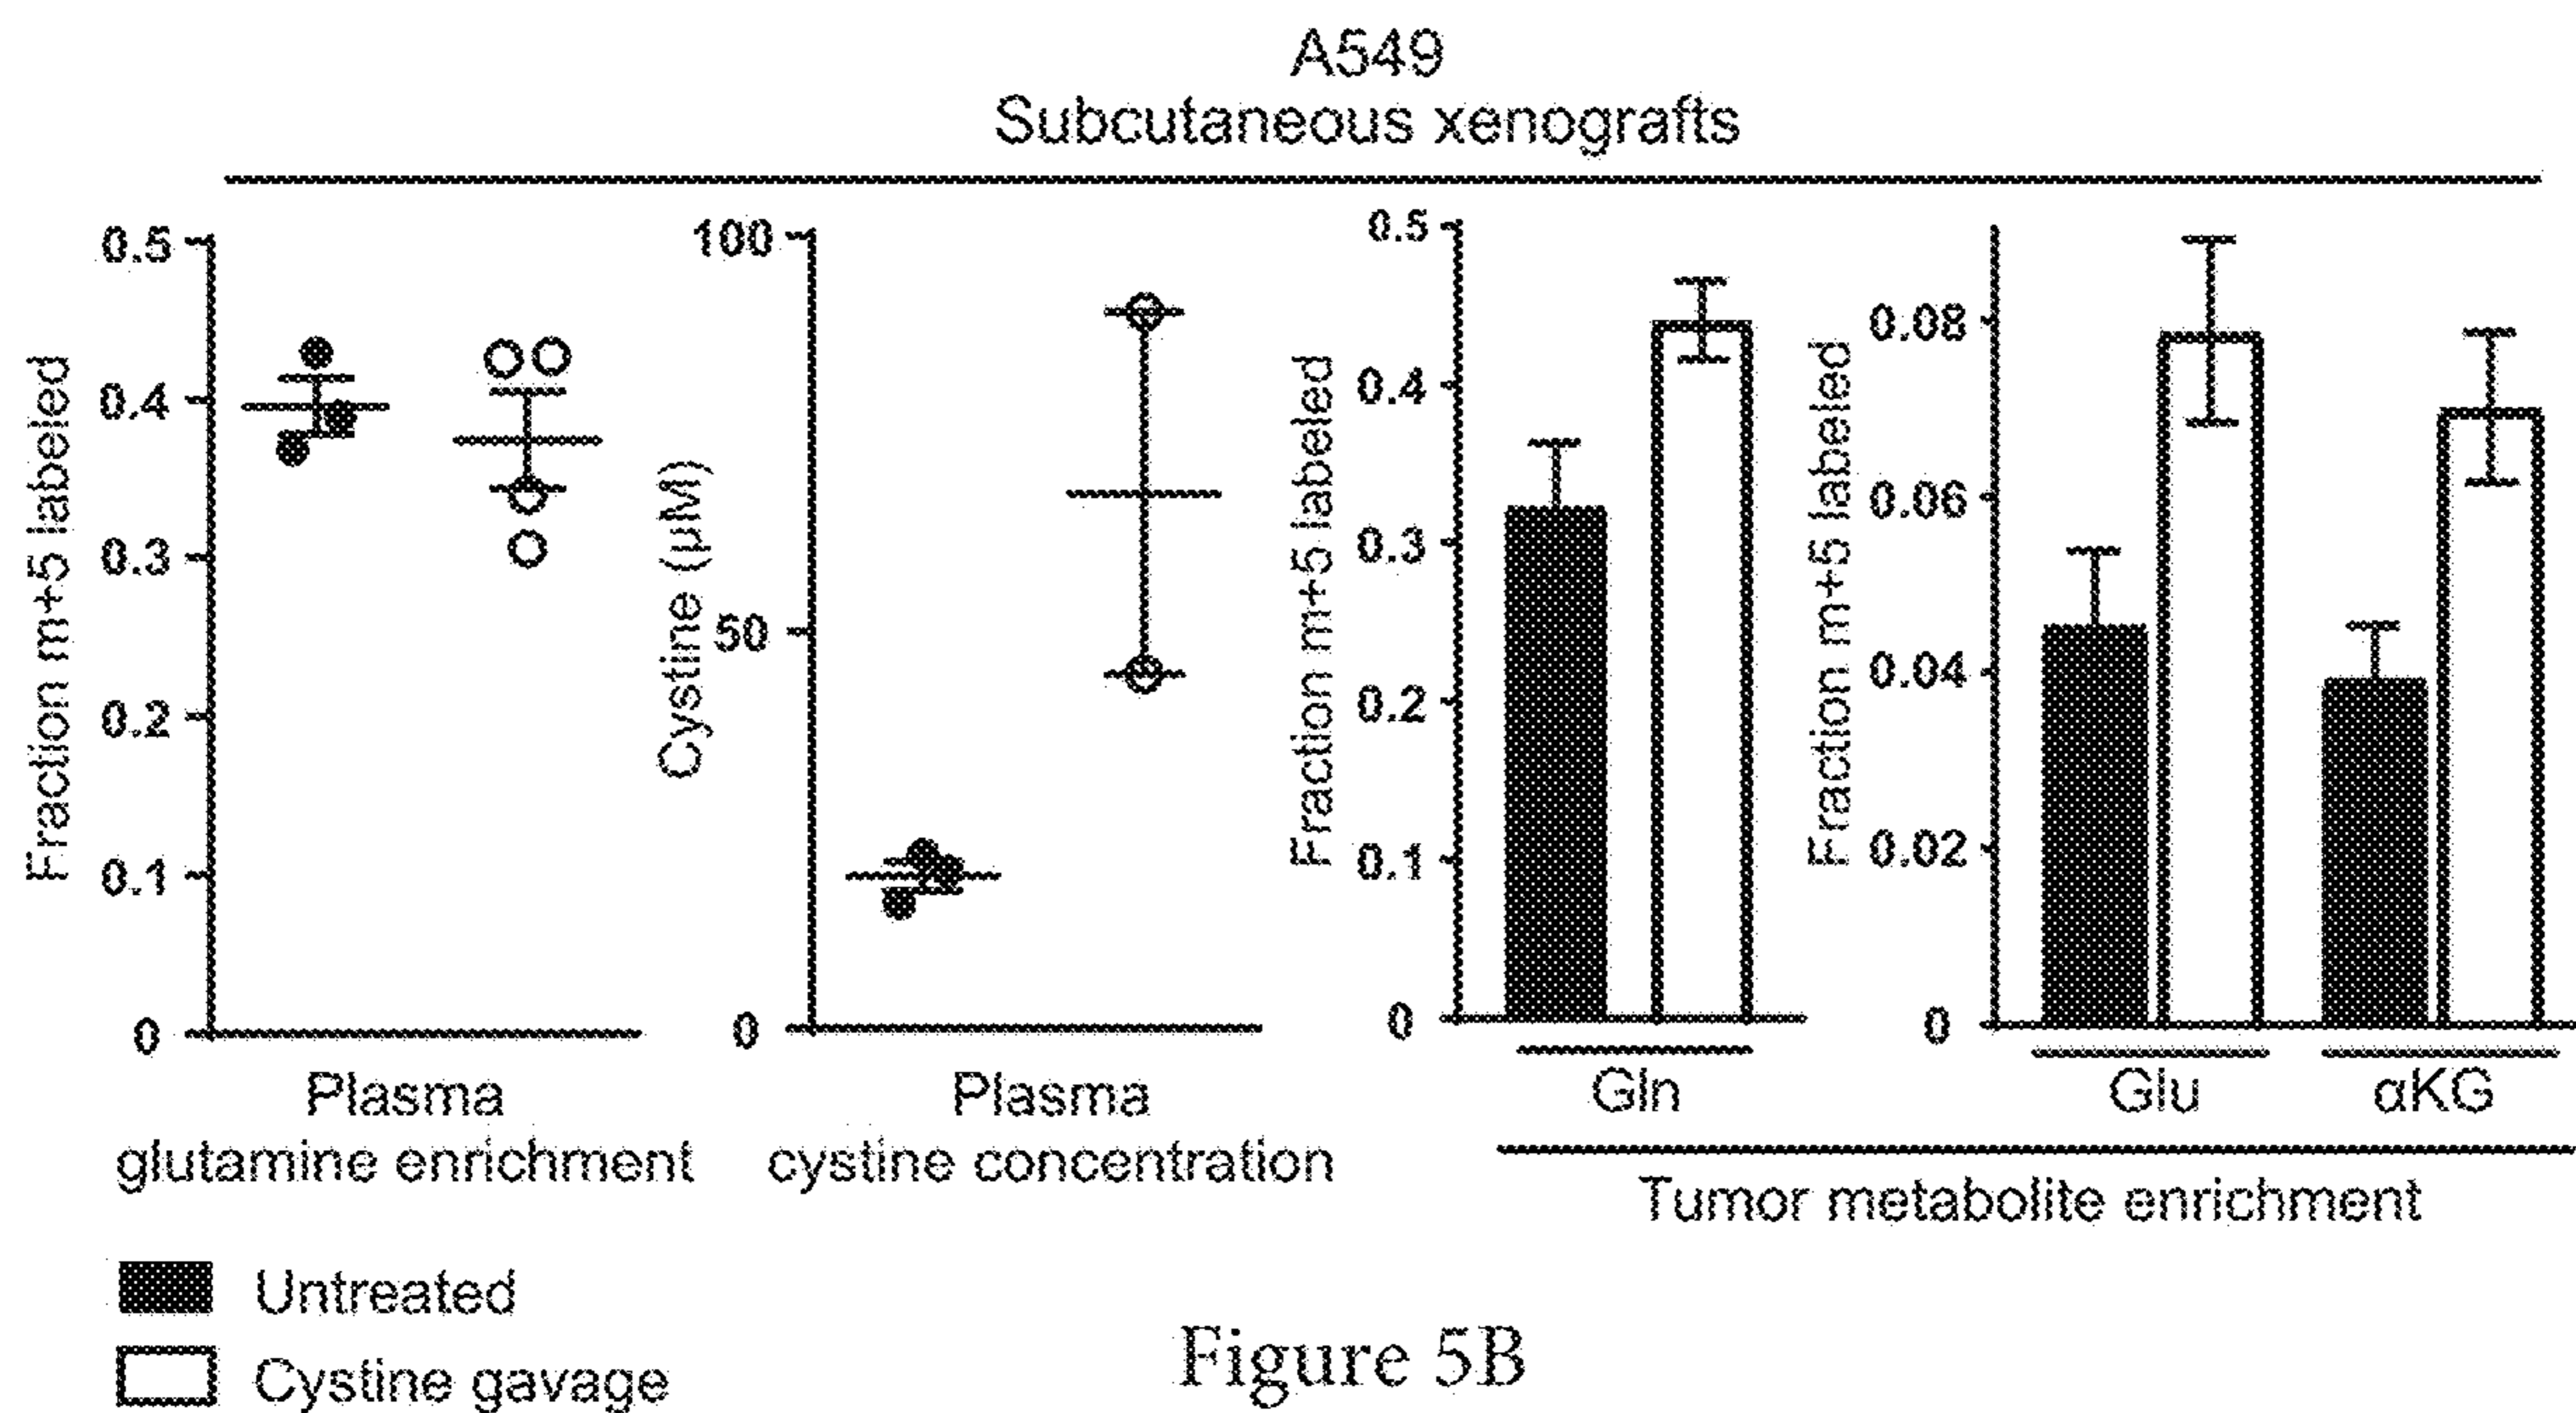 A549
Subcutaneous xenografts
Fraction m+5 labeled
0.5
0.4
0.3
0.2
0.1
0
Plasma
glutamine enrichment
Cystine (µM)
100
50
0
Plasma
cystine concentration
Fraction m+5 labeled
0.5
0.4
0.3
0.2
0.1
0
Gln
Fraction m+5 labeled
0.08
0.06
0.04
0.02
0
Glu
αKG
Tumor metabolite enrichment
Untreated
Cystine gavage
Figure 5B